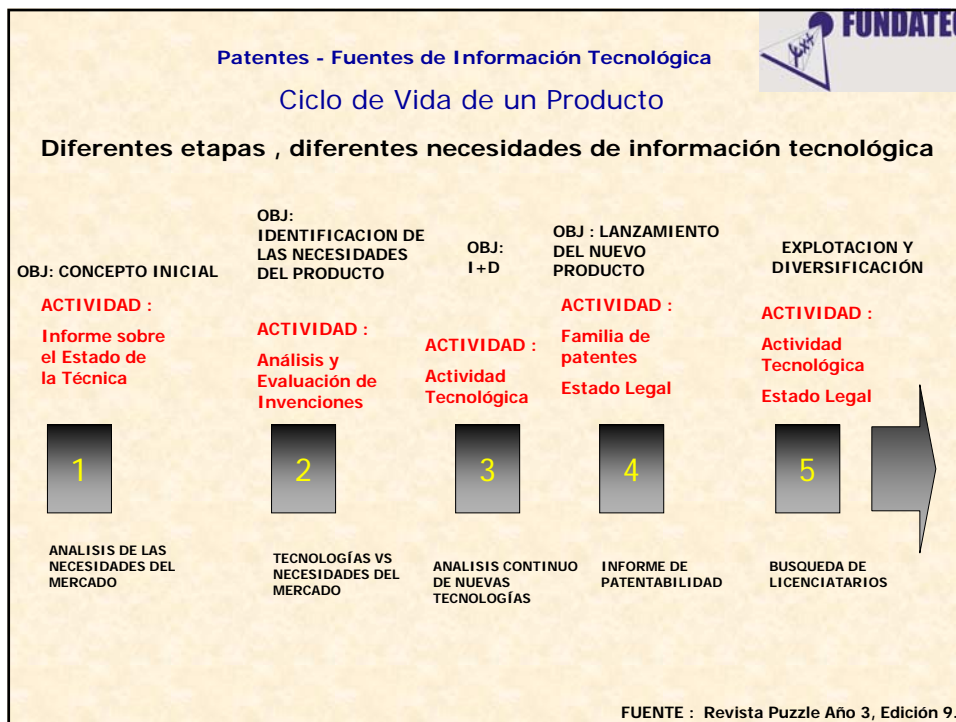 FUNDATEC
Patentes - Fuentes de Información Tecnológica
Ciclo de Vida de un Producto
Diferentes etapas , diferentes necesidades de información tecnológica
OBJ: CONCEPTO INICIAL
ACTIVIDAD :
Informe sobre
el Estado de
la Técnica
1
ANALISIS DE LAS
NECESIDADES DEL
MERCADO
OBJ:
IDENTIFICACION DE
LAS NECESIDADES
DEL PRODUCTO
ACTIVIDAD :
Análisis y
Evaluación de
Invenciones
2
TECNOLOGÍAS VS
NECESIDADES DEL
MERCADO
OBJ:
I+D
ACTIVIDAD :
Actividad
Tecnológica
3
ANALISIS CONTINUO
DE NUEVAS
TECNOLOGÍAS
OBJ : LANZAMIENTO
DEL NUEVO
PRODUCTO
ACTIVIDAD :
Familia de
patentes
Estado Legal
4
INFORME DE
PATENTABILIDAD
EXPLOTACION Y
DIVERSIFICACIÓN
ACTIVIDAD :
Actividad
Tecnológica
Estado Legal
5
BUSQUEDA DE
LICENCIATARIOS
FUENTE : Revista Puzzle Año 3, Edición 9.